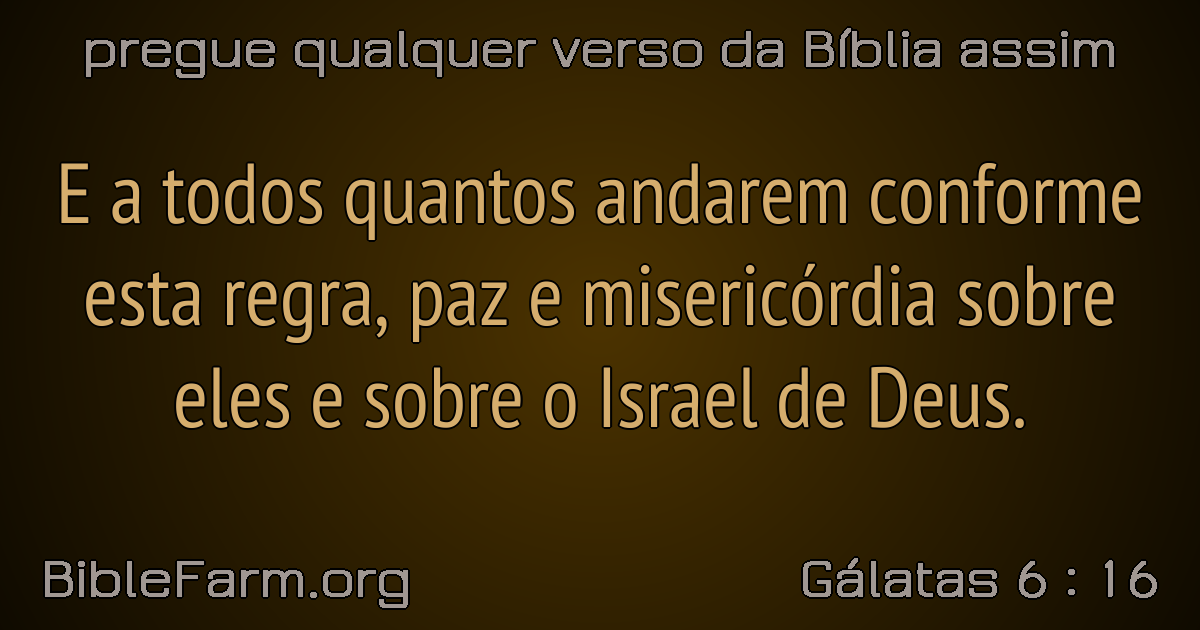 pregue qualquer verso da Bíblia assim
E a todos quantos andarem conforme
esta regra, paz e misericórdia sobre
eles e sobre o Israel de Deus.
BibleFarm.org
Gálatas 6 : 16